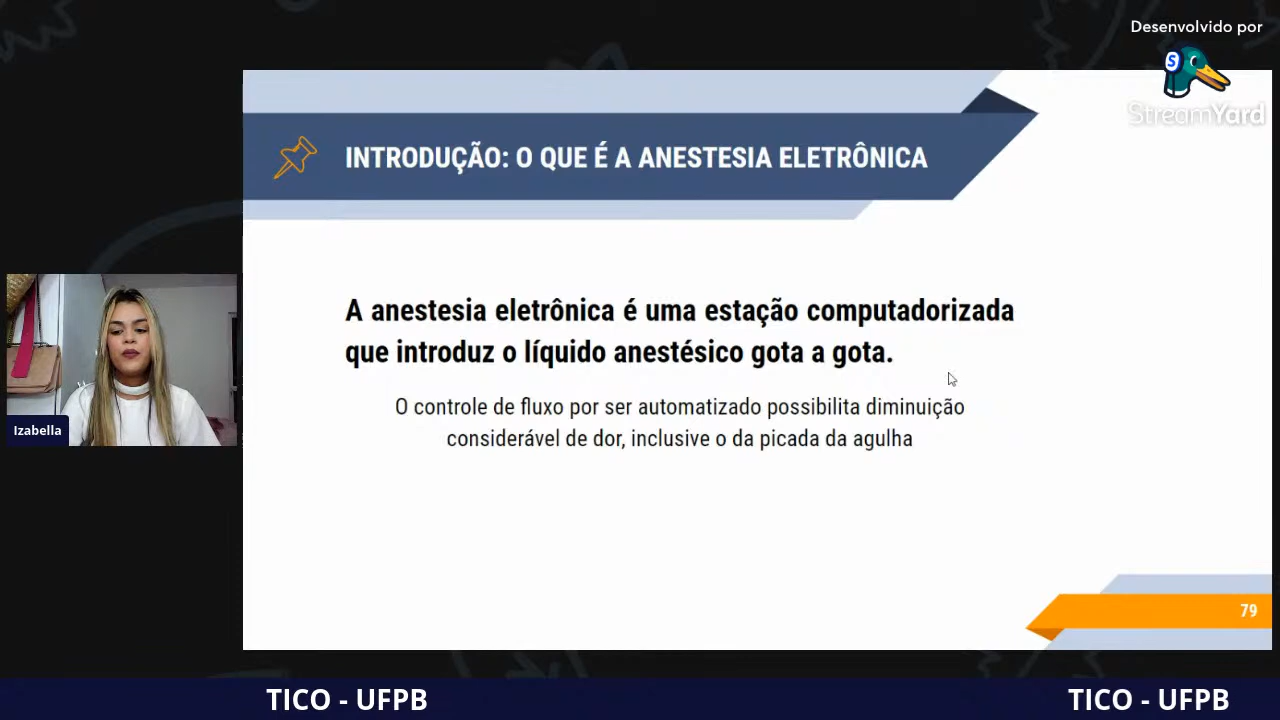 Desenvolvido por
S
StreamYard
INTRODUÇÃO: O QUE É A ANESTESIA ELETRÔNICA
A anestesia eletrônica é uma estação computadorizada
que introduz o líquido anestésico gota a gota.
O controle de fluxo por ser automatizado possibilita diminuição
considerável de dor, inclusive o da picada da agulha
Izabella
79
TICO - UFPB
TICO - UFPB